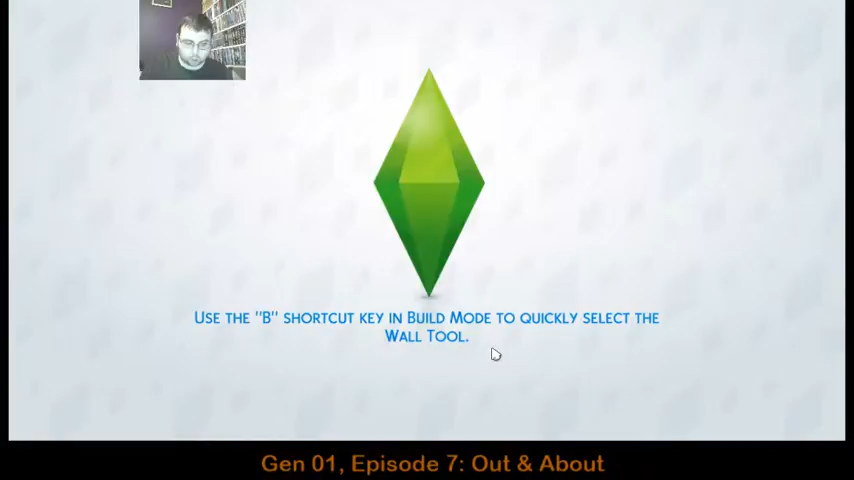 USE THE "B" SHORTCUT KEY IN BUILD MODE TO QUICKLY SELECT THE
WALL TOOL.
Gen 01, Episode 7: Out & About